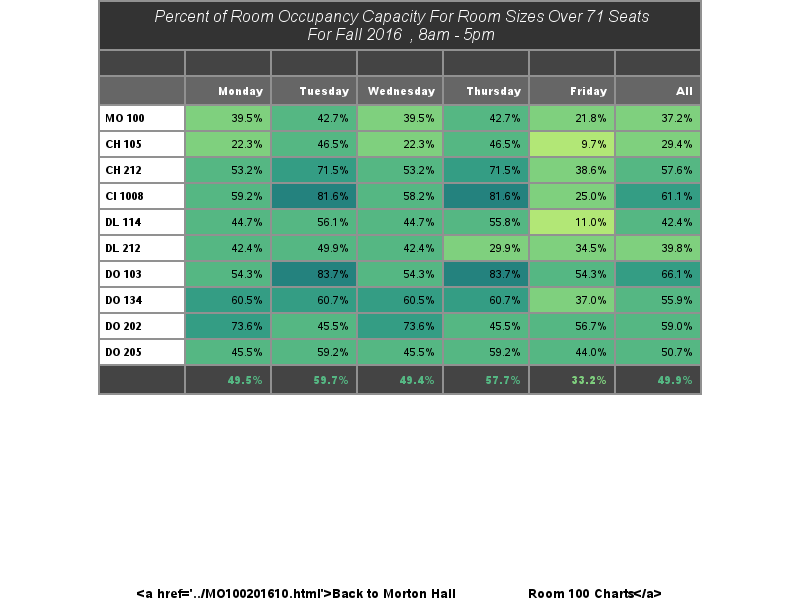 Percent of Room Occupancy Capacity For Room Sizes Over 71 Seats
For Fall 2016 , 8am - 5pm
Monday Tuesday Wednesday Thursday Friday All
MO 100 39.5% 42.7% 39.5% 42.7% 21.8% 37.2%
CH 105 22.3% 46.5% 22.3% 46.5% 9.7% 29.4%
CH 212 53.2% 71.5% 53.2% 71.5% 38.6% 57.6%
CI 1008 59.2% 81.6% 58.2% 81.6% 25.0% 61.1%
DL 114 44.7% 56.1% 44.7% 55.8% 11.0% 42.4%
DL 212 42.4% 49.9% 42.4% 29.9% 34.5% 39.8%
DO 103 54.3% 83.7% 54.3% 83.7% 54.3% 66.1%
DO 134 60.5% 60.7% 60.5% 60.7% 37.0% 55.9%
DO 202 73.6% 45.5% 73.6% 45.5% 56.7% 59.0%
DO 205 45.5% 59.2% 45.5% 59.2% 44.0% 50.7%
49.5% 59.7% 49.4% 57.7% 33.2% 49.9%
<a href='../MO100201610.html'>Back to Morton Hall Room 100 Charts</a>